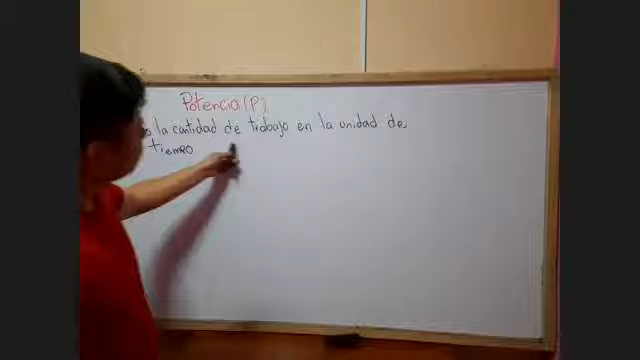 Potencia (P)
la cantidad de trabajo en la unidad de
tiempo